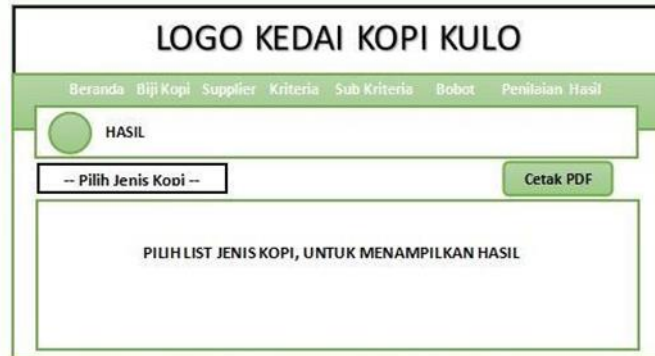 LOGO KEDAI KOPI KULO
Beranda Biji Kopi Supplier Kriteria Sub Kriteria Bobot Penilaian Hasil
HASIL
-- Pilih Jenis Kopi --
Cetak PDF
PILIH LIST JENIS KOPI, UNTUK MENAMPILKAN HASIL